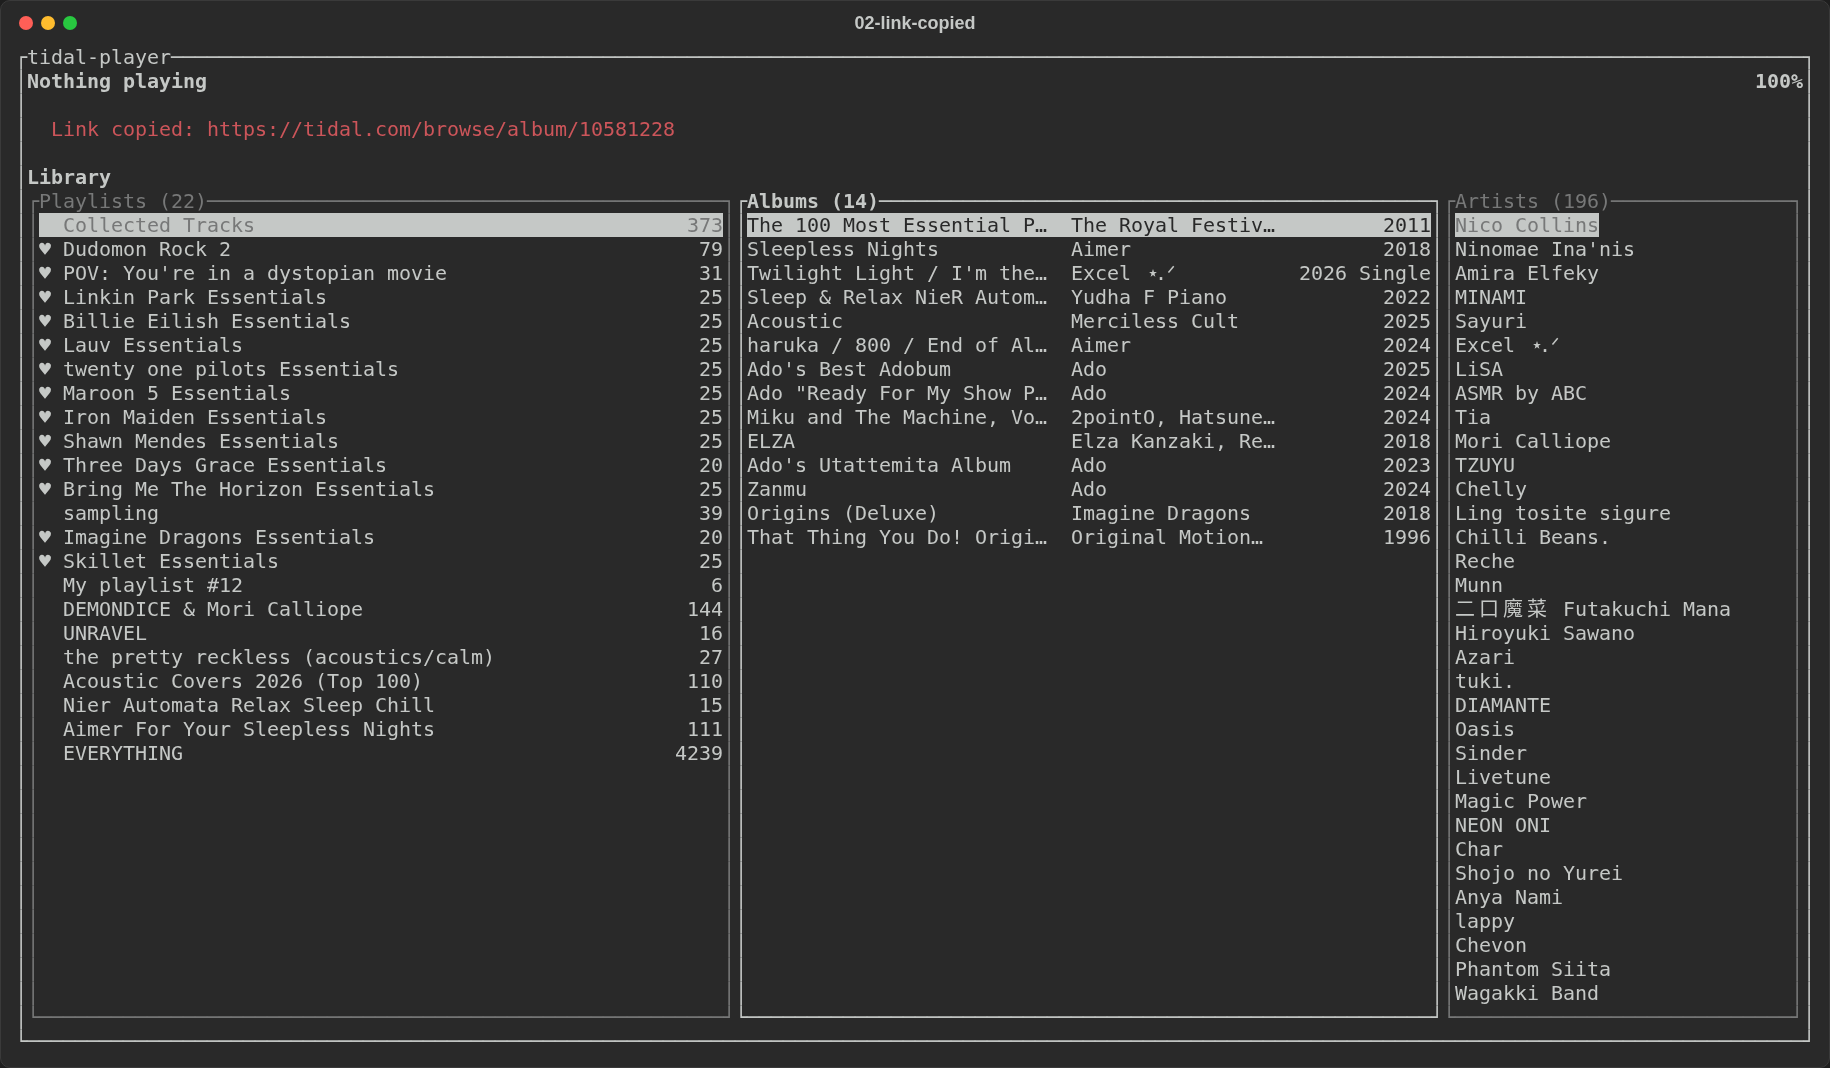 02-link-copied
tidal-player
Nothing playing 100%
Link copied: https://tidal.com/browse/album/10581228
Library
Playlists (22)
Collected Tracks 373
♥ Dudomon Rock 2 79
♥ POV: You're in a dystopian movie 31
♥ Linkin Park Essentials 25
♥ Billie Eilish Essentials 25
♥ Lauv Essentials 25
♥ twenty one pilots Essentials 25
♥ Maroon 5 Essentials 25
♥ Iron Maiden Essentials 25
♥ Shawn Mendes Essentials 25
♥ Three Days Grace Essentials 20
♥ Bring Me The Horizon Essentials 25
sampling 39
♥ Imagine Dragons Essentials 20
♥ Skillet Essentials 25
My playlist #12 6
DEMONDICE & Mori Calliope 144
UNRAVEL 16
the pretty reckless (acoustics/calm) 27
Acoustic Covers 2026 (Top 100) 110
Nier Automata Relax Sleep Chill 15
Aimer For Your Sleepless Nights 111
EVERYTHING 4239
Albums (14)
The 100 Most Essential P… The Royal Festiv… 2011
Sleepless Nights Aimer 2018
Twilight Light / I'm the… Excel ⋆.ᐟ 2026 Single
Sleep & Relax NieR Autom… Yudha F Piano 2022
Acoustic Merciless Cult 2025
haruka / 800 / End of Al… Aimer 2024
Ado's Best Adobum Ado 2025
Ado "Ready For My Show P… Ado 2024
Miku and The Machine, Vo… 2pointO, Hatsune… 2024
ELZA Elza Kanzaki, Re… 2018
Ado's Utattemita Album Ado 2023
Zanmu Ado 2024
Origins (Deluxe) Imagine Dragons 2018
That Thing You Do! Origi… Original Motion… 1996
Artists (196)
Nico Collins
Ninomae Ina'nis
Amira Elfeky
MINAMI
Sayuri
Excel ⋆.ᐟ
LiSA
ASMR by ABC
Tia
Mori Calliope
TZUYU
Chelly
Ling tosite sigure
Chilli Beans.
Reche
Munn
二口魔菜 Futakuchi Mana
Hiroyuki Sawano
Azari
tuki.
DIAMANTE
Oasis
Sinder
Livetune
Magic Power
NEON ONI
Char
Shojo no Yurei
Anya Nami
lappy
Chevon
Phantom Siita
Wagakki Band